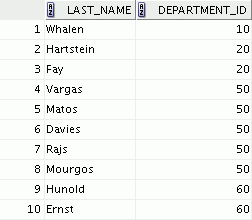 LAST_NAME DEPARTMENT_ID
1 Whalen 10
2 Hartstein 20
3 Fay 20
4 Vargas 50
5 Matos 50
6 Davies 50
7 Rajs 50
8 Mourgos 50
9 Hunold 60
10 Ernst 60